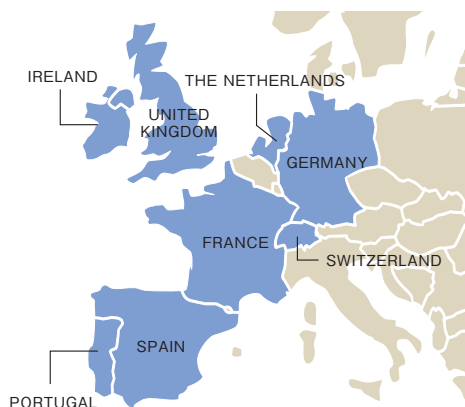 IRELAND
THE NETHERLANDS
UNITED
KINGDOM
GERMANY
FRANCE
SWITZERLAND
SPAIN
PORTUGAL